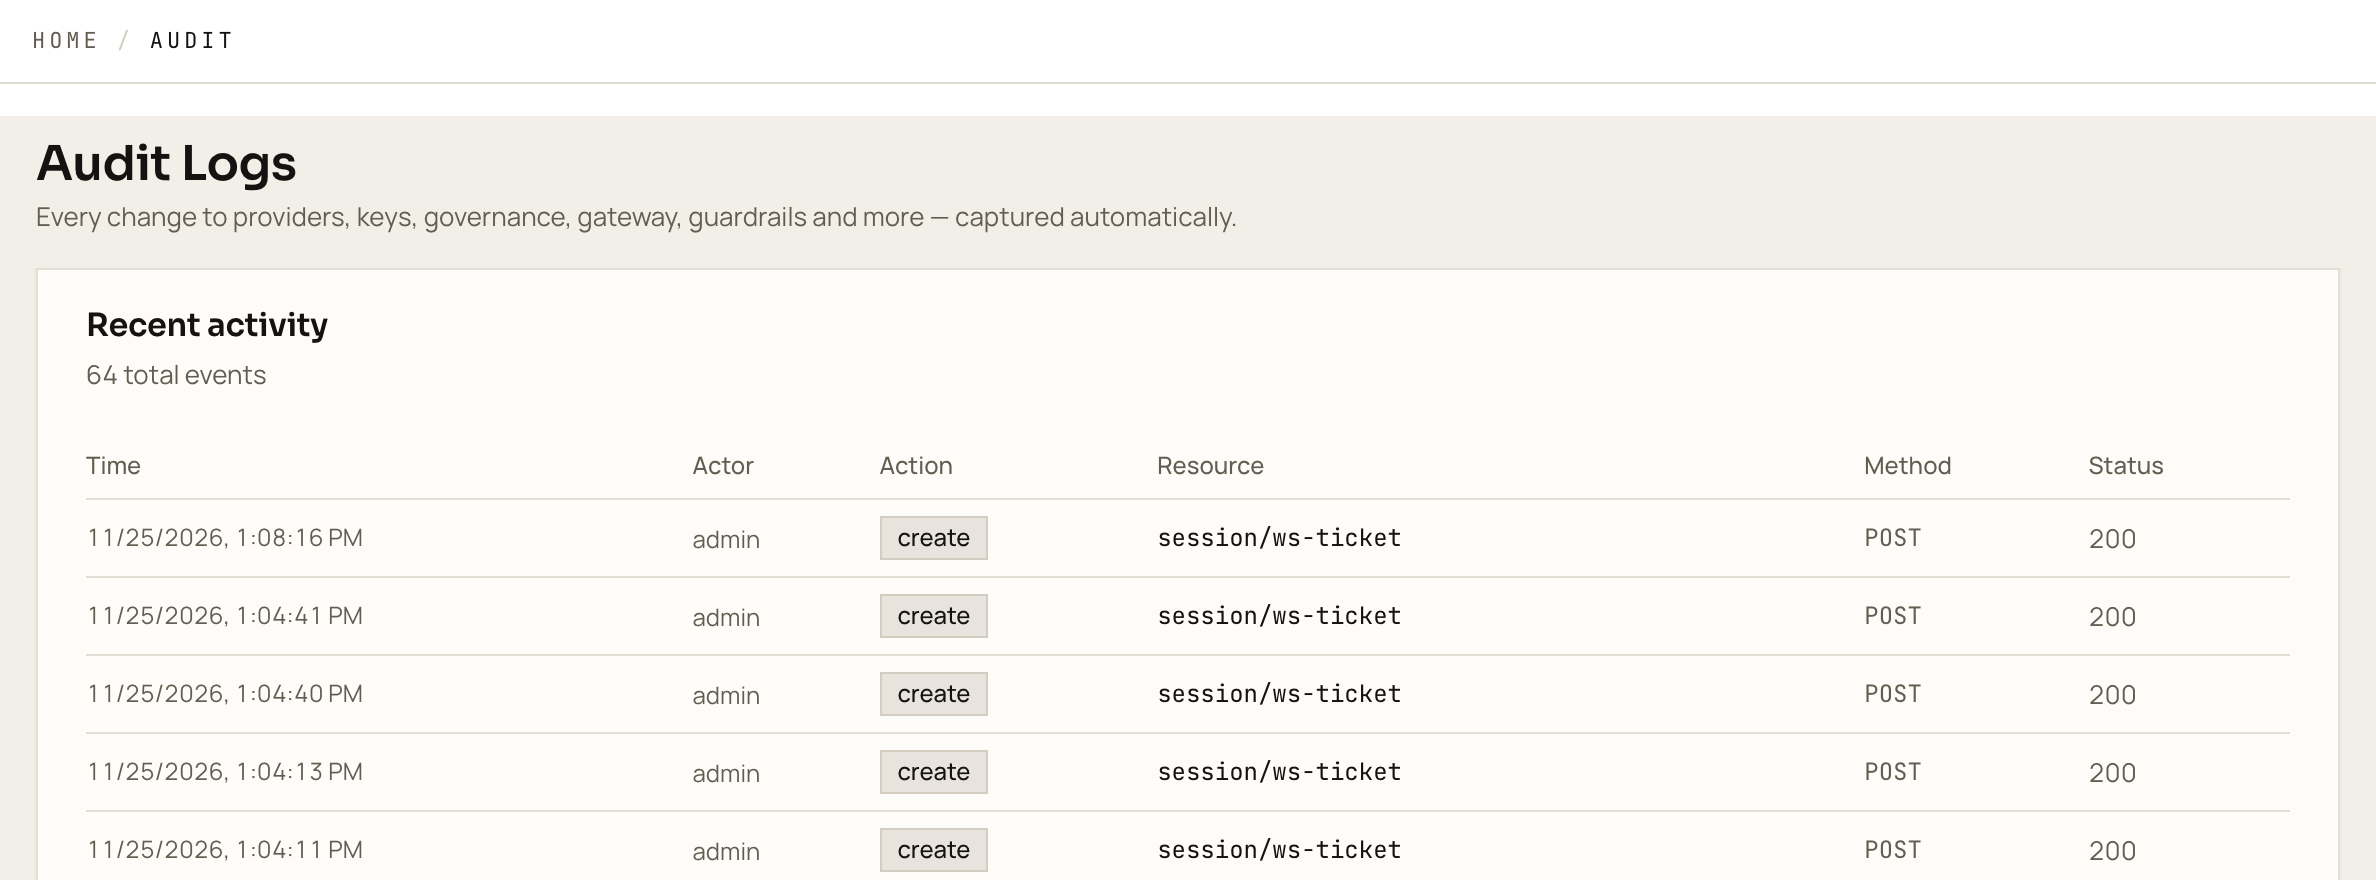 HOME / AUDIT
Audit Logs
Every change to providers, keys, governance, gateway, guardrails and more — captured automatically.
Recent activity
64 total events
Time Actor Action Resource Method Status
11/25/2026, 1:08:16 PM admin create session/ws-ticket POST 200
11/25/2026, 1:04:41 PM admin create session/ws-ticket POST 200
11/25/2026, 1:04:40 PM admin create session/ws-ticket POST 200
11/25/2026, 1:04:13 PM admin create session/ws-ticket POST 200
11/25/2026, 1:04:11 PM admin create session/ws-ticket POST 200